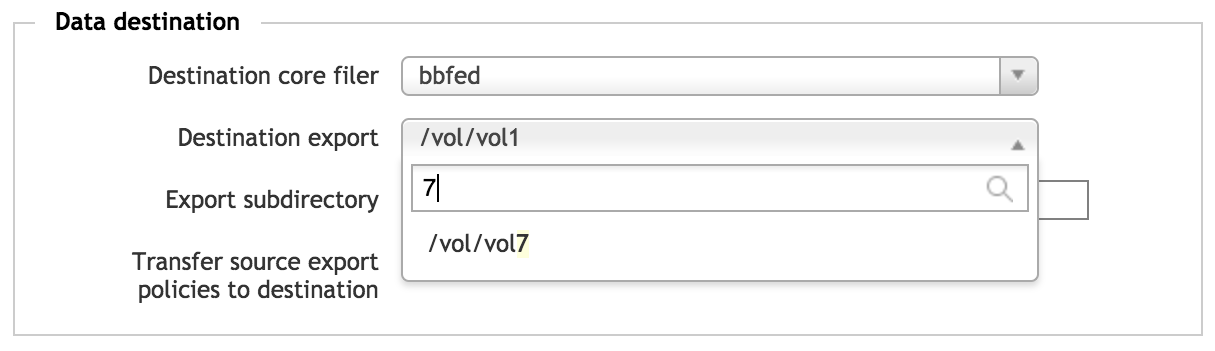 Data destination
Destination core filer bbfed
Destination export /vol/vol1
7
Export subdirectory
/vol/vol7
Transfer source export
policies to destination